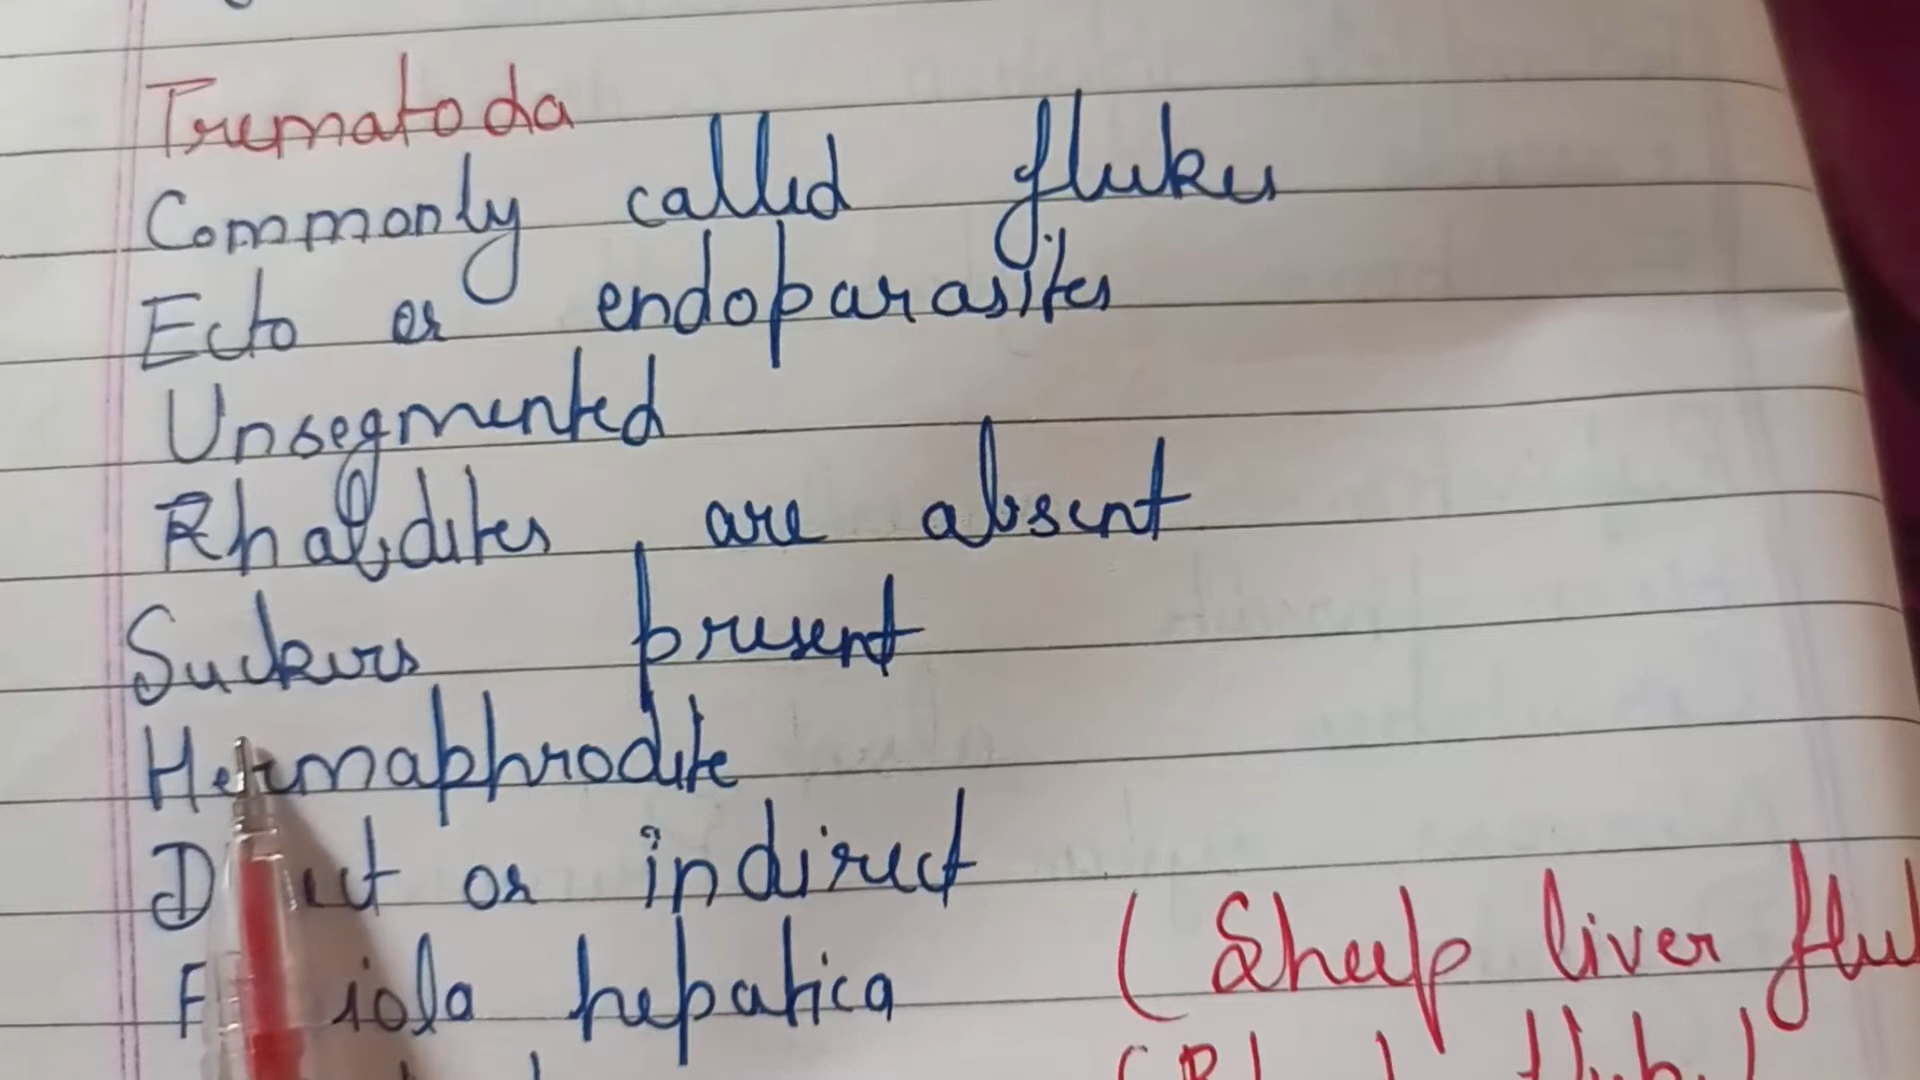 Trematoda
Commonly called flukes
Ecto or endoparasites
Unsegmented
Rhabdites are absent
Suckers present
Hermaphrodite
or indirect
hepatica (Sheep liver